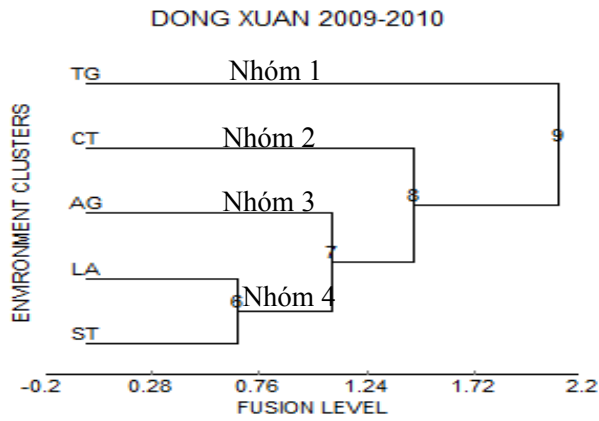 DONG XUAN 2009-2010
ENVIRONMENT CLUSTERS
TG
Nhóm 1
9
CT
Nhóm 2
8
AG
Nhóm 3
7
LA
6
Nhóm 4
ST
-0.2 0.28 0.76 1.24 1.72 2.2
FUSION LEVEL